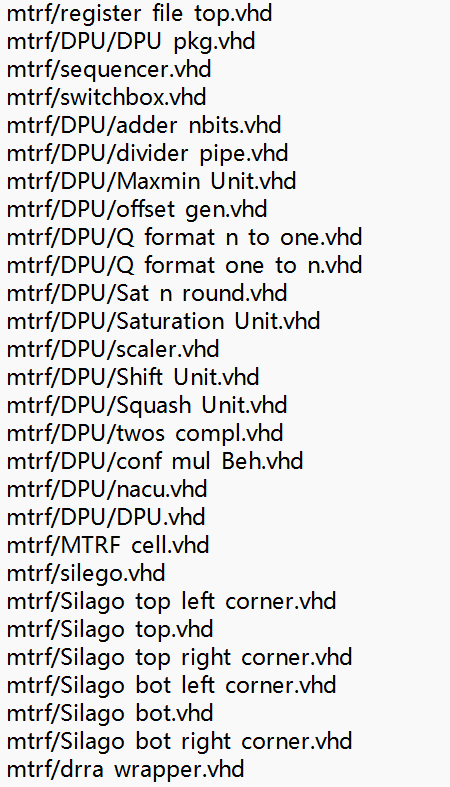 mtrf/register file top.vhd
mtrf/DPU/DPU pkg.vhd
mtrf/sequencer.vhd
mtrf/switchbox.vhd
mtrf/DPU/adder nbits.vhd
mtrf/DPU/divider pipe.vhd
mtrf/DPU/Maxmin Unit.vhd
mtrf/DPU/offset gen.vhd
mtrf/DPU/Q format n to one.vhd
mtrf/DPU/Q format one to n.vhd
mtrf/DPU/Sat n round.vhd
mtrf/DPU/Saturation Unit.vhd
mtrf/DPU/scaler.vhd
mtrf/DPU/Shift Unit.vhd
mtrf/DPU/Squash Unit.vhd
mtrf/DPU/twos compl.vhd
mtrf/DPU/conf mul Beh.vhd
mtrf/DPU/nacu.vhd
mtrf/DPU/DPU.vhd
mtrf/MTRF cell.vhd
mtrf/silego.vhd
mtrf/Silago top left corner.vhd
mtrf/Silago top.vhd
mtrf/Silago top right corner.vhd
mtrf/Silago bot left corner.vhd
mtrf/Silago bot.vhd
mtrf/Silago bot right corner.vhd
mtrf/drra wrapper.vhd